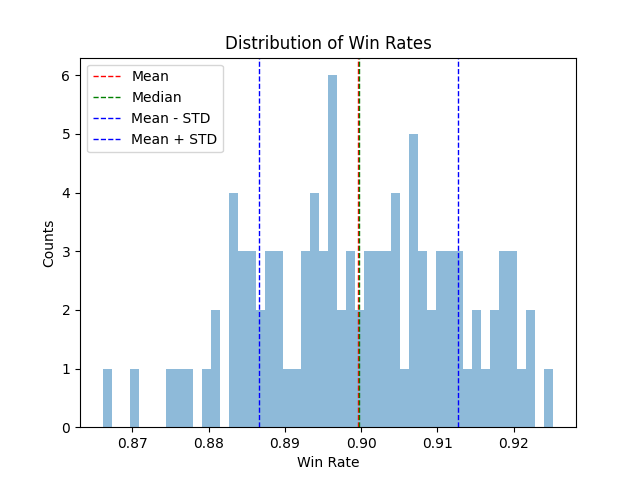 Distribution of Win Rates
Mean
Median
Mean - STD
Mean + STD
6
5
4
3
2
1
0
Counts
0.87 0.88 0.89 0.90 0.91 0.92
Win Rate